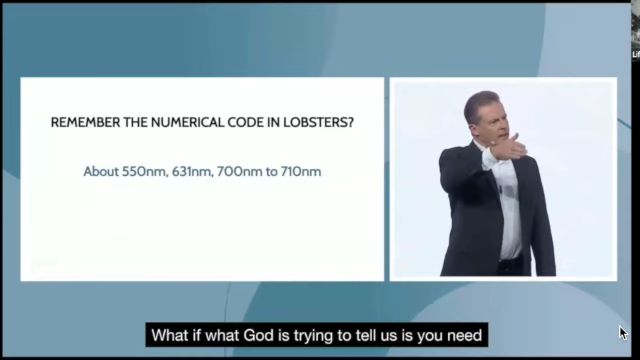 REMEMBER THE NUMERICAL CODE IN LOBSTERS?
About 550nm, 631nm, 700nm to 710nm
What if what God is trying to tell us is you need